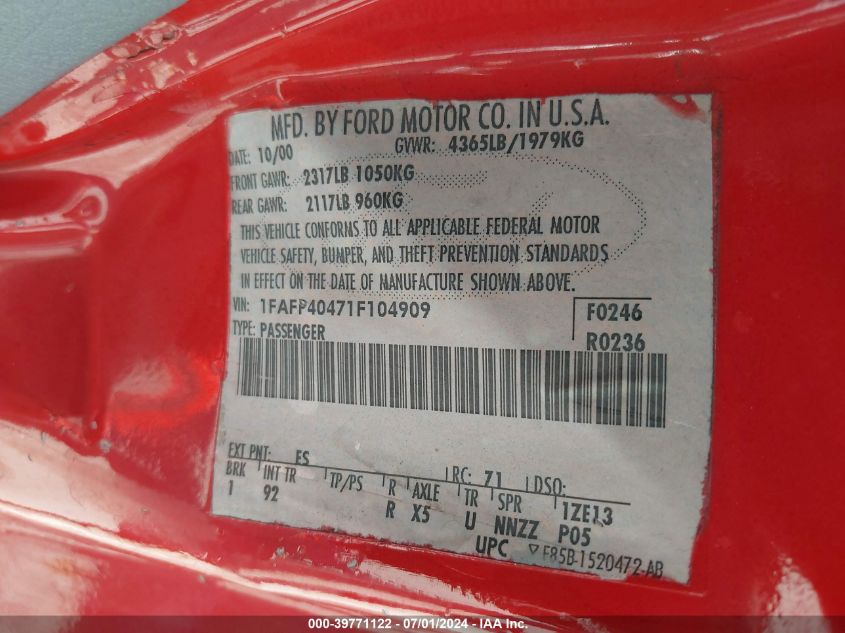 MFD. BY FORD MOTOR CO. IN U.S.A.
DATE: 10/00 GVWR: 4365LB/1979KG
FRONT GAWR: 2317LB 1050KG
REAR GAWR: 2117LB 960KG
THIS VEHICLE CONFORMS TO ALL APPLICABLE FEDERAL MOTOR
VEHICLE SAFETY, BUMPER, AND THEFT PREVENTION STANDARDS
IN EFFECT ON THE DATE OF MANUFACTURE SHOWN ABOVE.
VIN: 1FAFP40471F104909 F0246
TYPE: PASSENGER R0236
EXT PNT: ES RC: 71 DSO:
BRK INT TR TP/PS R AXLE TR SPR 1ZE13
1 92 R X5 U NNZZ P05
UPC ▽F85B-1520472-AB
000-39771122 - 07/01/2024 - IAA Inc.